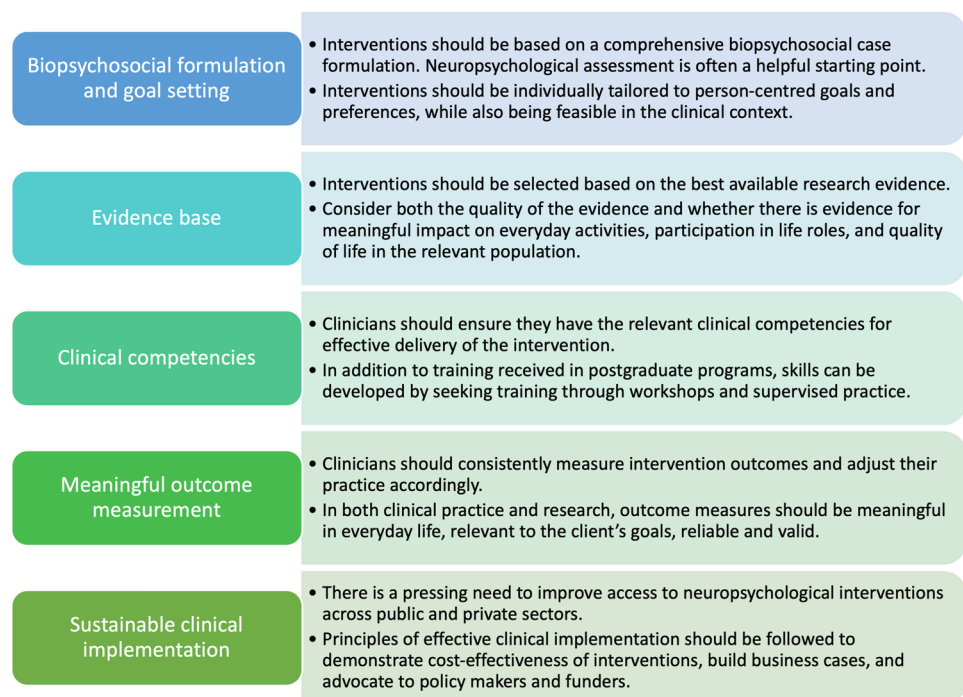 Biopsychosocial formulation
and goal setting
• Interventions should be based on a comprehensive biopsychosocial case
formulation. Neuropsychological assessment is often a helpful starting point.
• Interventions should be individually tailored to person-centred goals and
preferences, while also being feasible in the clinical context.
Evidence base
• Interventions should be selected based on the best available research evidence.
• Consider both the quality of the evidence and whether there is evidence for
meaningful impact on everyday activities, participation in life roles, and quality
of life in the relevant population.
Clinical competencies
• Clinicians should ensure they have the relevant clinical competencies for
effective delivery of the intervention.
• In addition to training received in postgraduate programs, skills can be
developed by seeking training through workshops and supervised practice.
Meaningful outcome
measurement
• Clinicians should consistently measure intervention outcomes and adjust their
practice accordingly.
• In both clinical practice and research, outcome measures should be meaningful
in everyday life, relevant to the client’s goals, reliable and valid.
Sustainable clinical
implementation
• There is a pressing need to improve access to neuropsychological interventions
across public and private sectors.
• Principles of effective clinical implementation should be followed to
demonstrate cost-effectiveness of interventions, build business cases, and
advocate to policy makers and funders.